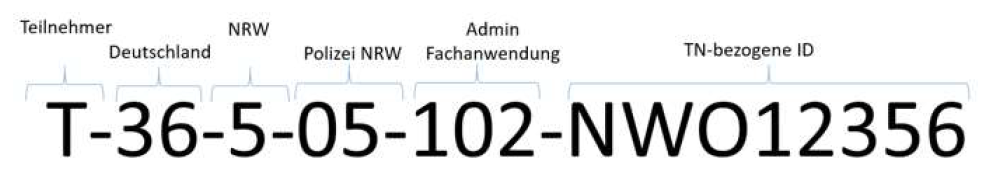 Teilnehmer
Deutschland
NRW
Polizei NRW
Admin
Fachanwendung
TN-bezogene ID
T-36-5-05-102-NWO12356